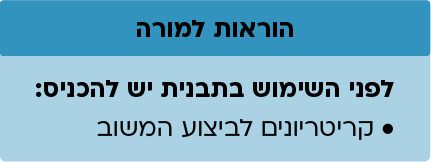 הוראות למורה
לפני השימוש בתבנית יש להכניס:
• קריטריונים לביצוע המשוב